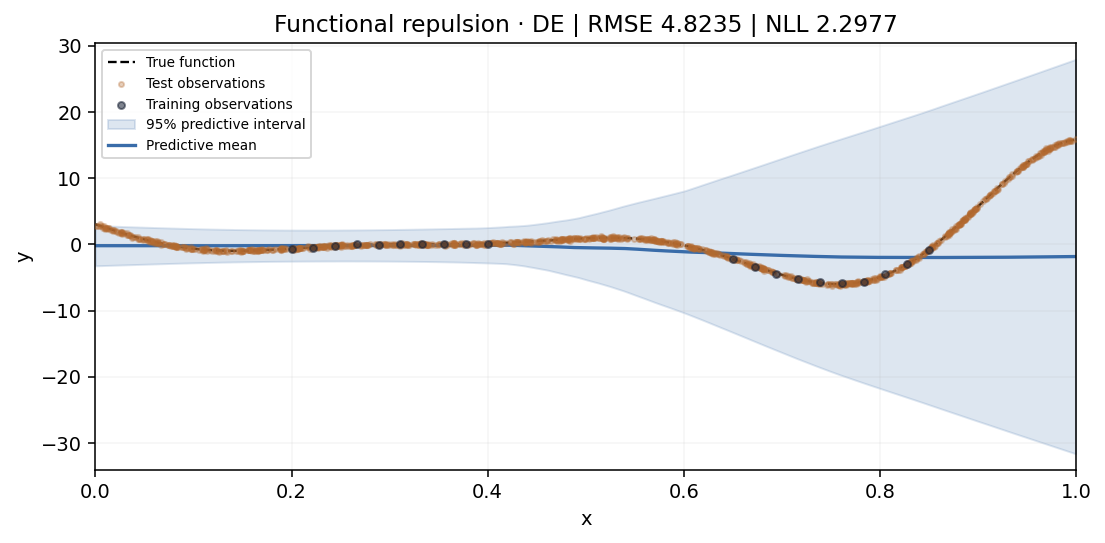 Functional repulsion · DE | RMSE 4.8235 | NLL 2.2977
30
20
10
0
−10
−20
−30
y
True function
Test observations
Training observations
95% predictive interval
Predictive mean
0.0 0.2 0.4 0.6 0.8 1.0
x